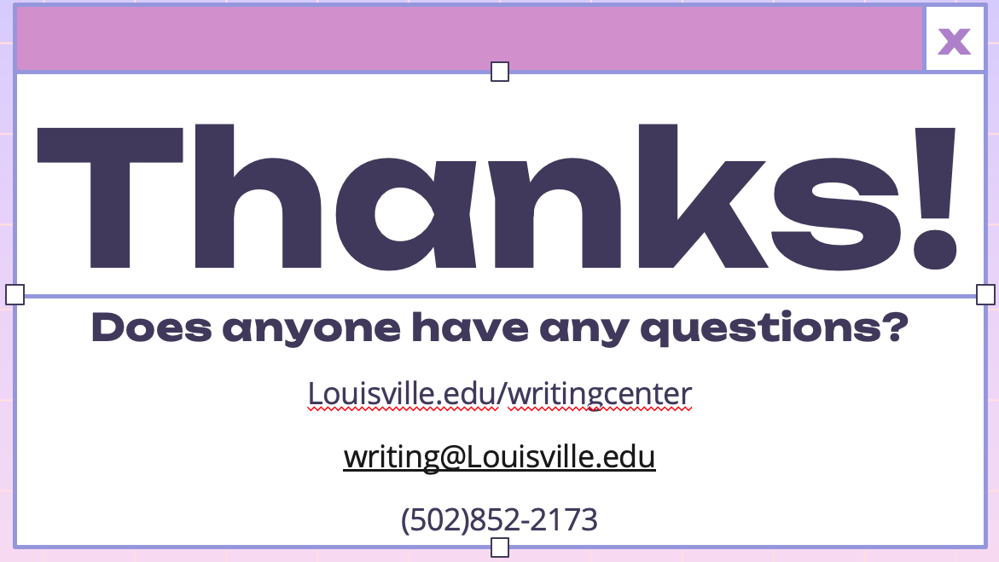 x
Thanks!
Does anyone have any questions?
Louisville.edu/writingcenter
writing@Louisville.edu
(502)852-2173